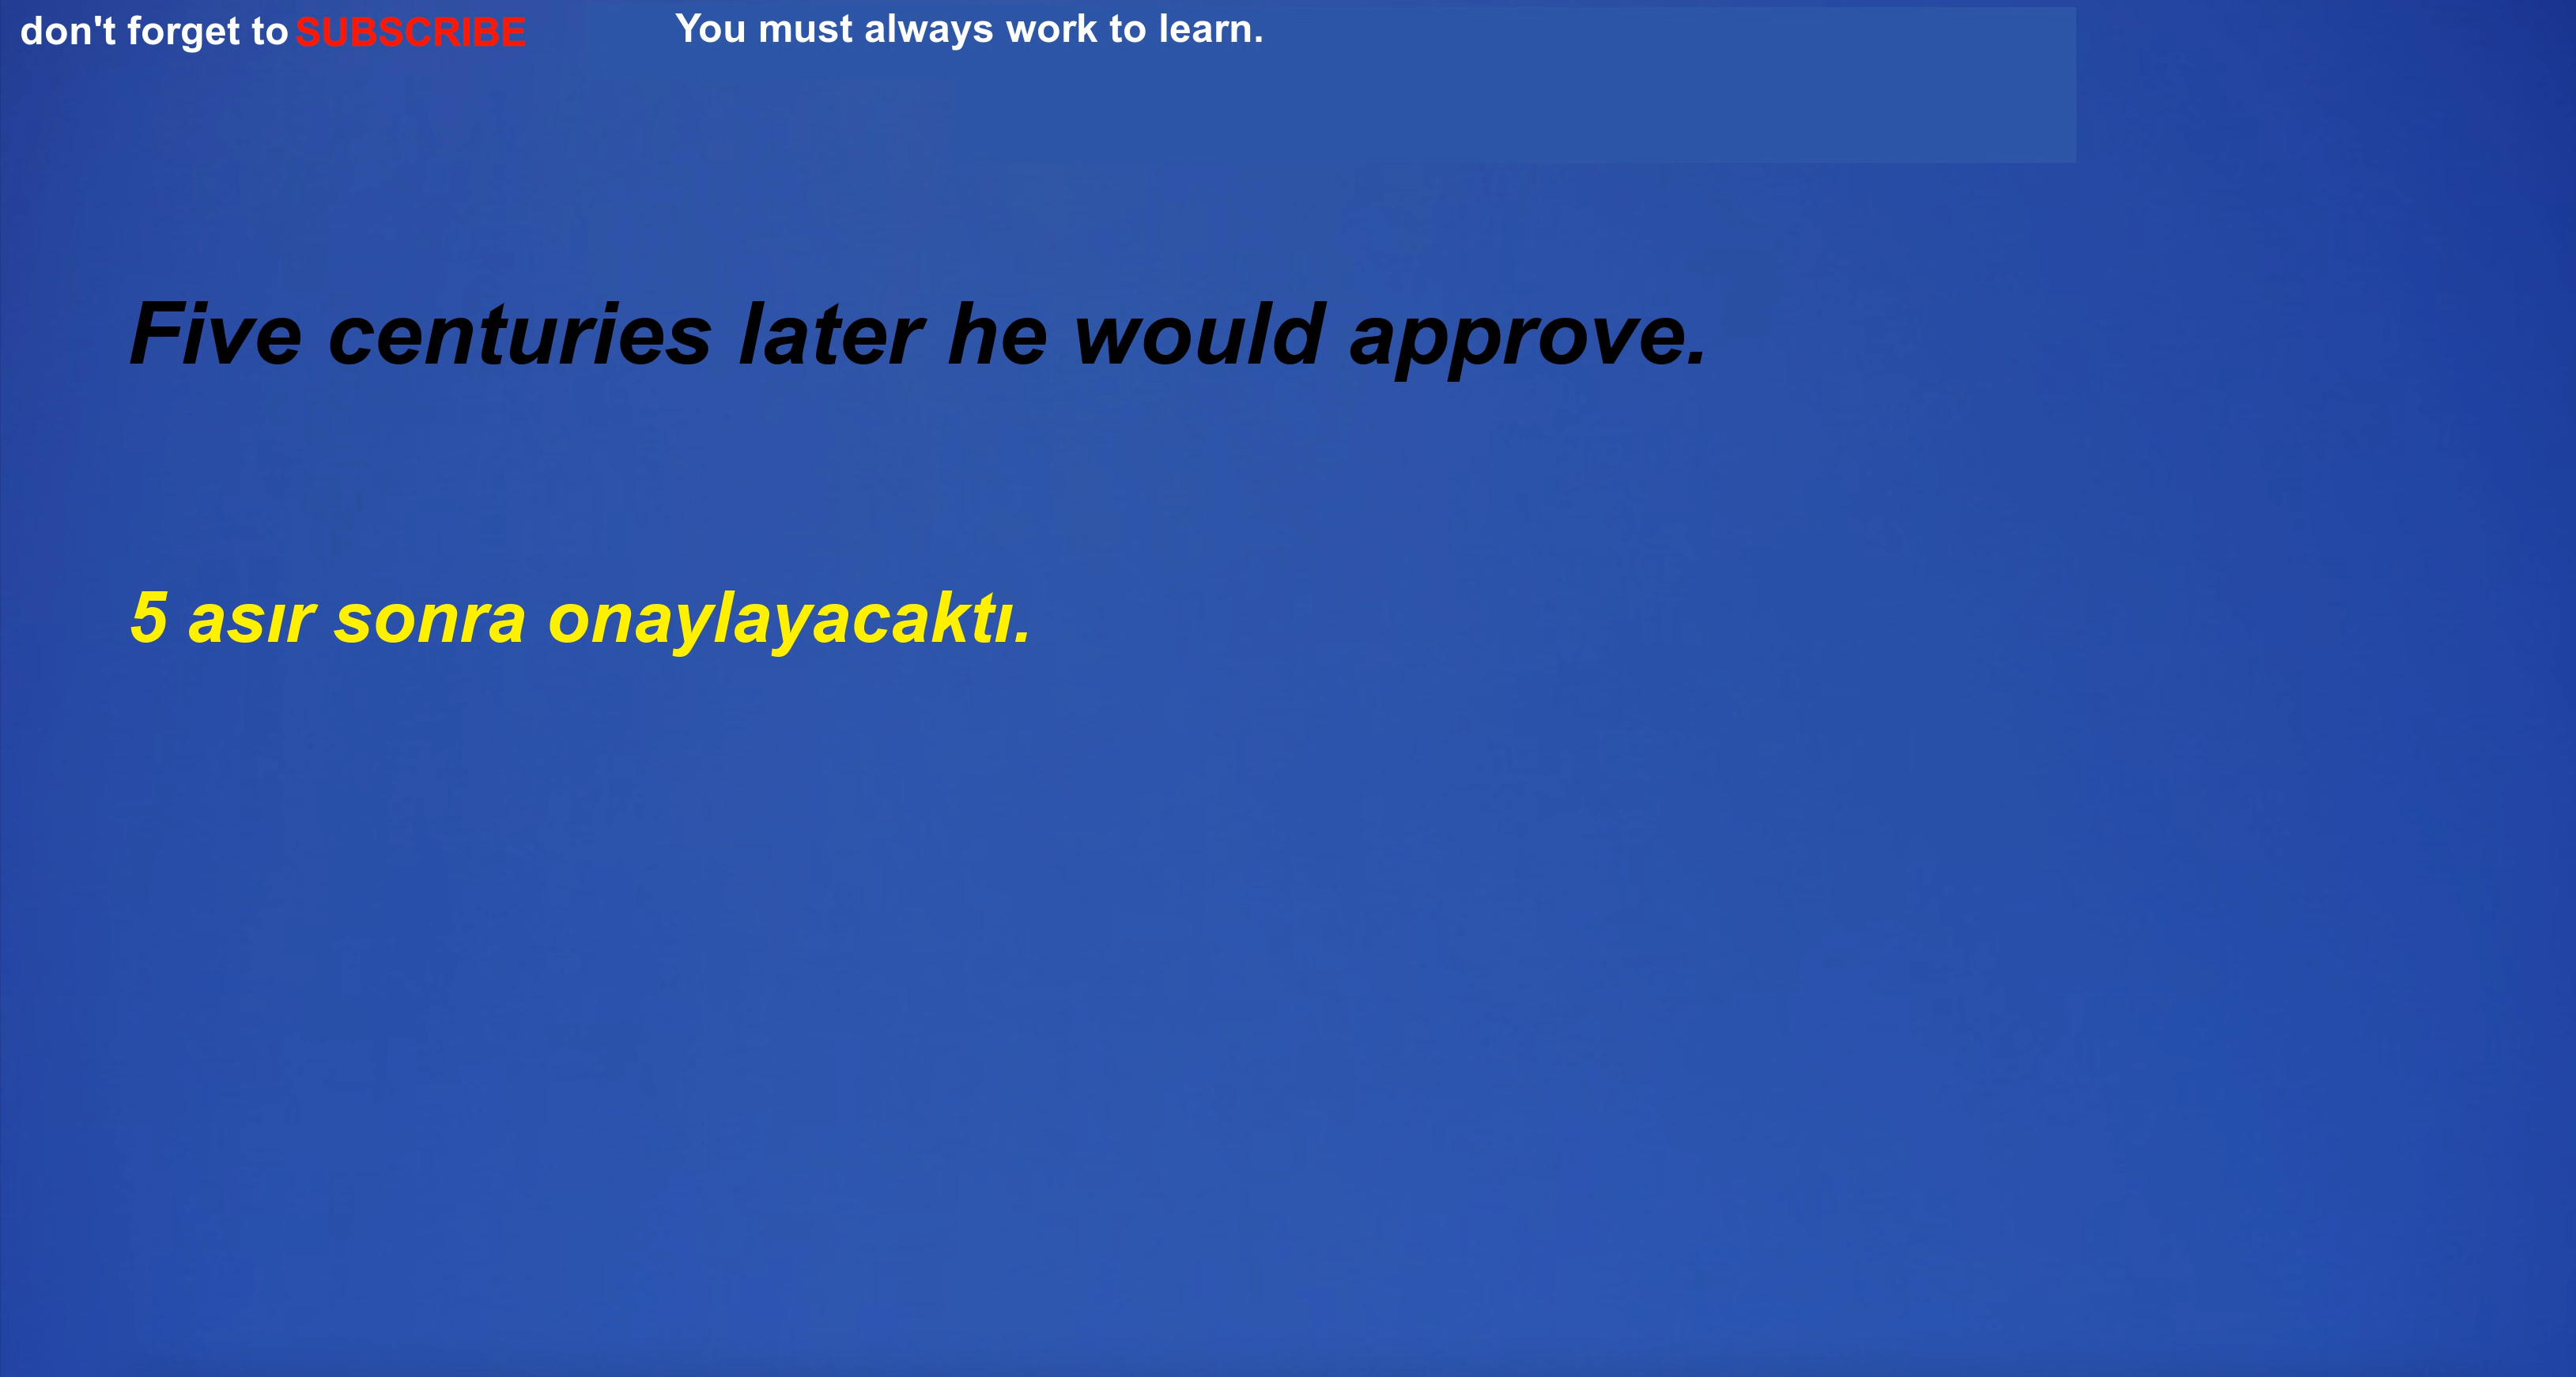 don't forget to SUBSCRIBE
You must always work to learn.
Five centuries later he would approve.
5 asır sonra onaylayacaktı.